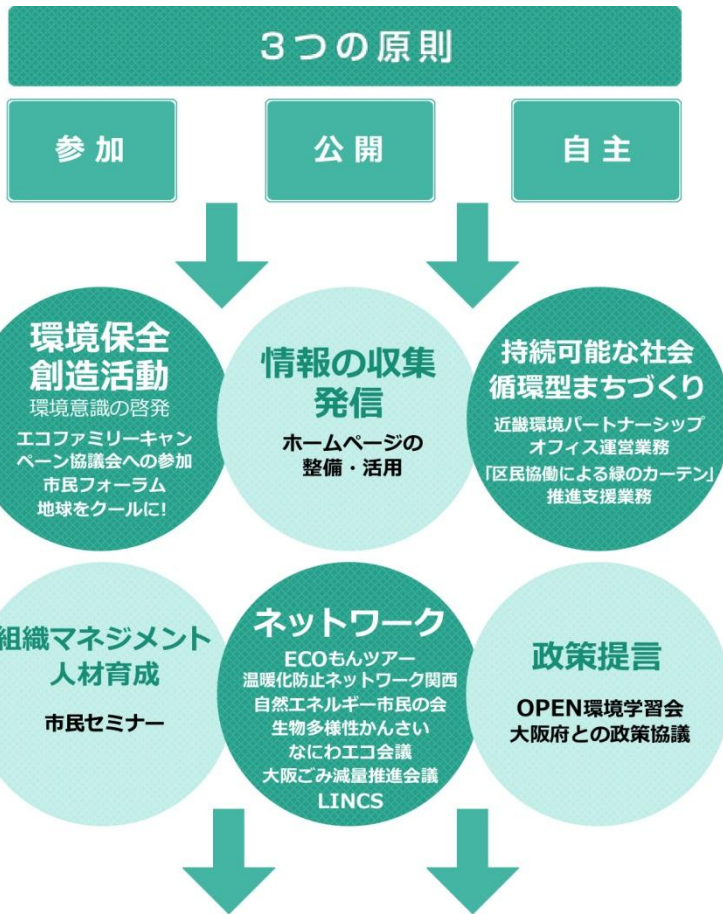 3つの原則
参加
公開
自主
環境保全
創造活動
環境意識の啓発
エコファミリーキャン
ペーン協議会への参加
市民フォーラム
地球をクールに!
情報の収集
発信
ホームページの
整備・活用
持続可能な社会
循環型まちづくり
近畿環境パートナーシップ
オフィス運営業務
「区民協働による緑のカーテン」
推進支援業務
組織マネジメント
人材育成
市民セミナー
ネットワーク
ECOもんツアー
温暖化防止ネットワーク関西
自然エネルギー市民の会
生物多様性かんさい
なにわエコ会議
大阪ごみ減量推進会議
LINCS
政策提言
OPEN環境学習会
大阪府との政策協議